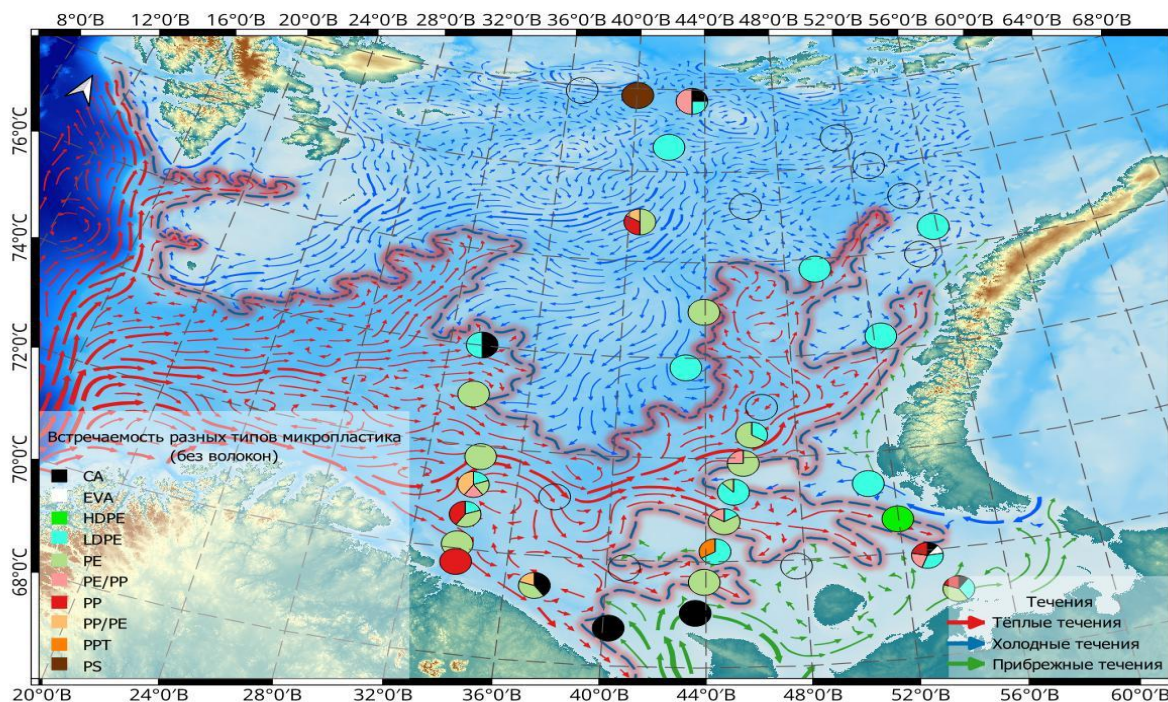 8°0'В 12°0'В 16°0'В 20°0'В 24°0'В 28°0'В 32°0'В 36°0'В 40°0'В 44°0'В 48°0'В 52°0'В 56°0'В 60°0'В 64°0'В 68°0'В
76°0'С
74°0'С
72°0'С
70°0'С
68°0'С
Встречаемость разных типов микропластика
(без волокон)
CA
EVA
HDPE
LDPE
PE
PE/PP
PP
PP/PE
PPT
PS
Течения
Тёплые течения
Холодные течения
Прибрежные течения
20°0'В 24°0'В 28°0'В 32°0'В 36°0'В 40°0'В 44°0'В 48°0'В 52°0'В 56°0'В 60°0'В